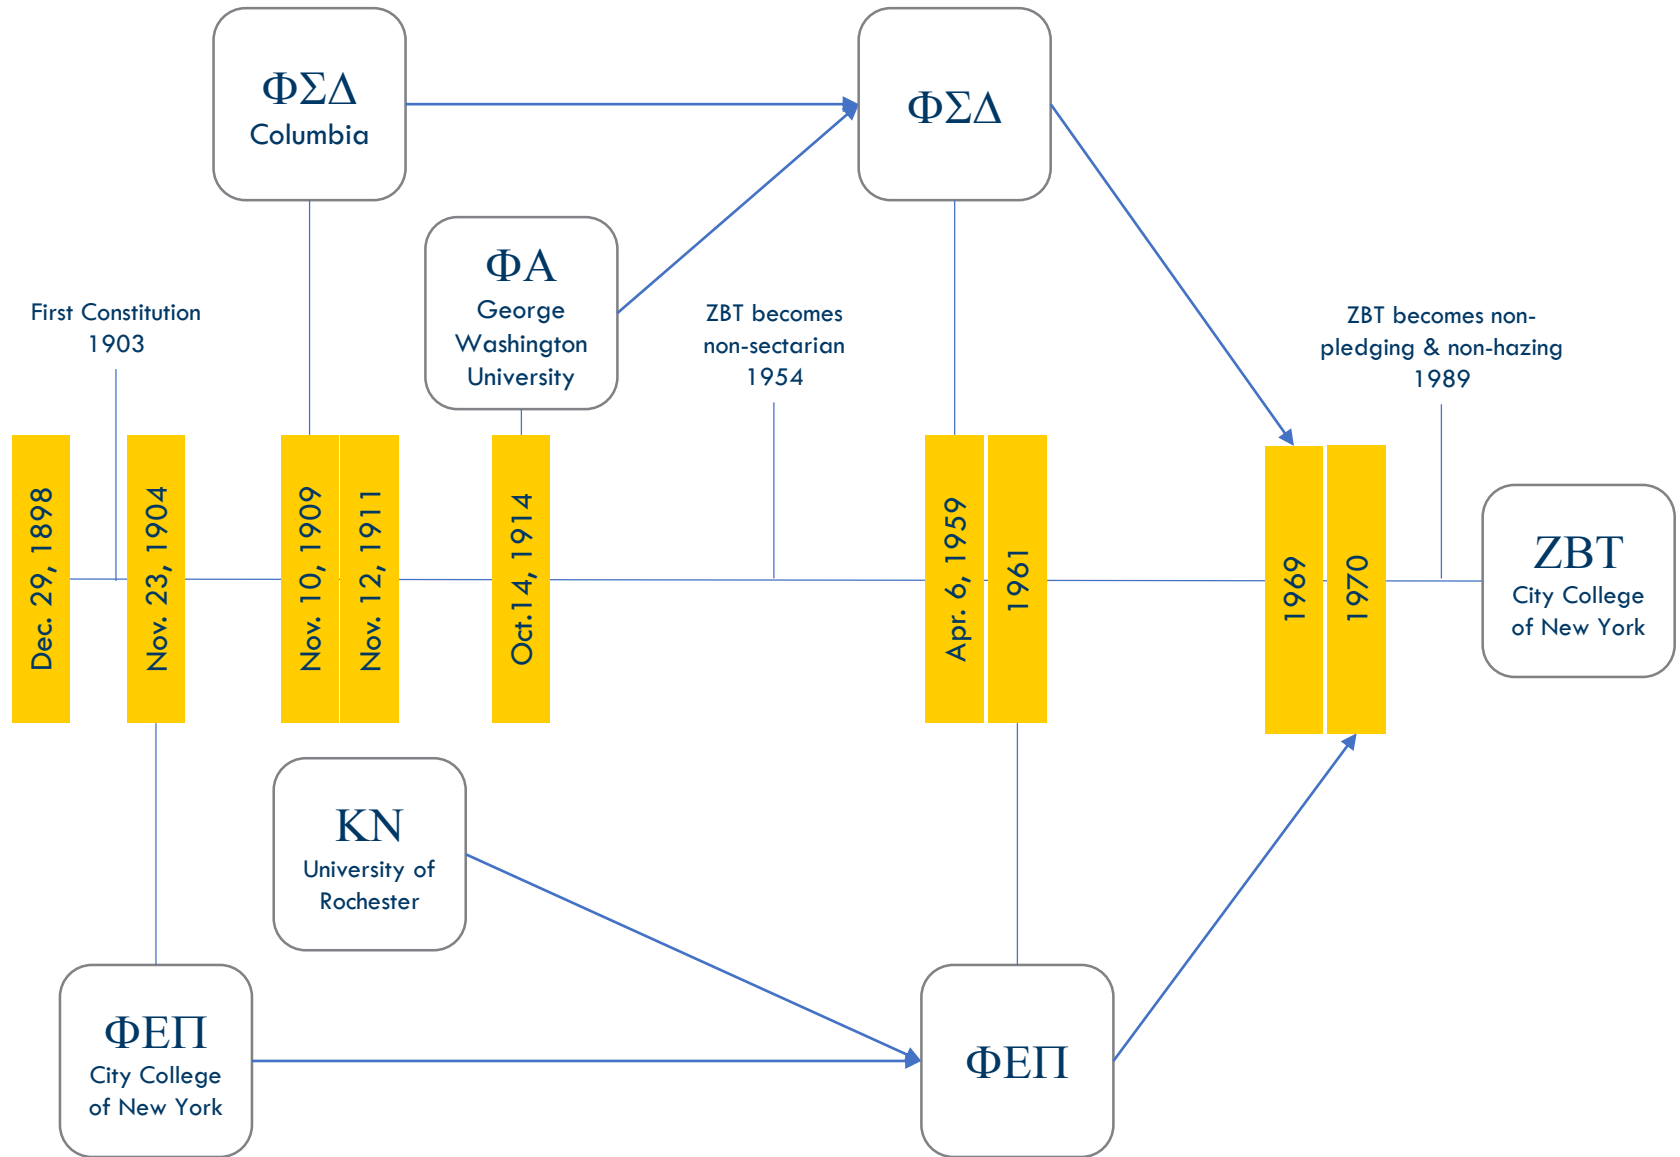 ΦΣΔ
Columbia
ΦΣΔ
ΦΑ
George
Washington
University
First Constitution
1903
ZBT becomes
non-sectarian
1954
ZBT becomes non-
pledging & non-hazing
1989
Dec. 29, 1898
Nov. 23, 1904
Nov. 10, 1909
Nov. 12, 1911
Oct.14, 1914
Apr. 6, 1959
1961
1969
1970
ΖΒΤ
City College
of New York
ΚΝ
University of
Rochester
ΦΕΠ
City College
of New York
ΦΕΠ